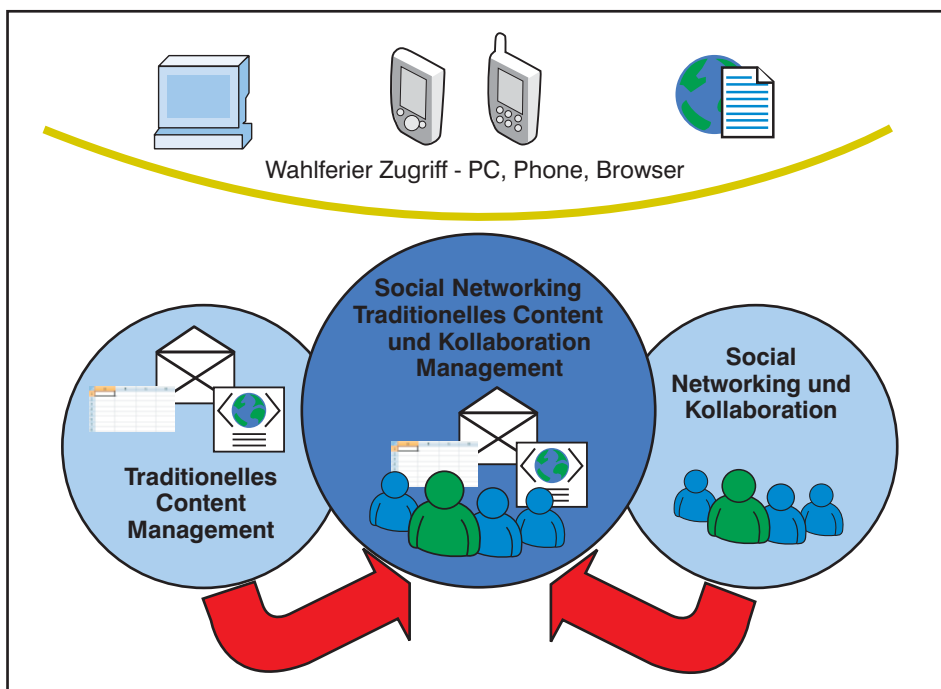 Wahlferier Zugriff - PC, Phone, Browser
Social Networking
Traditionelles Content
und Kollaboration
Management
Traditionelles
Content
Management
Social
Networking und
Kollaboration